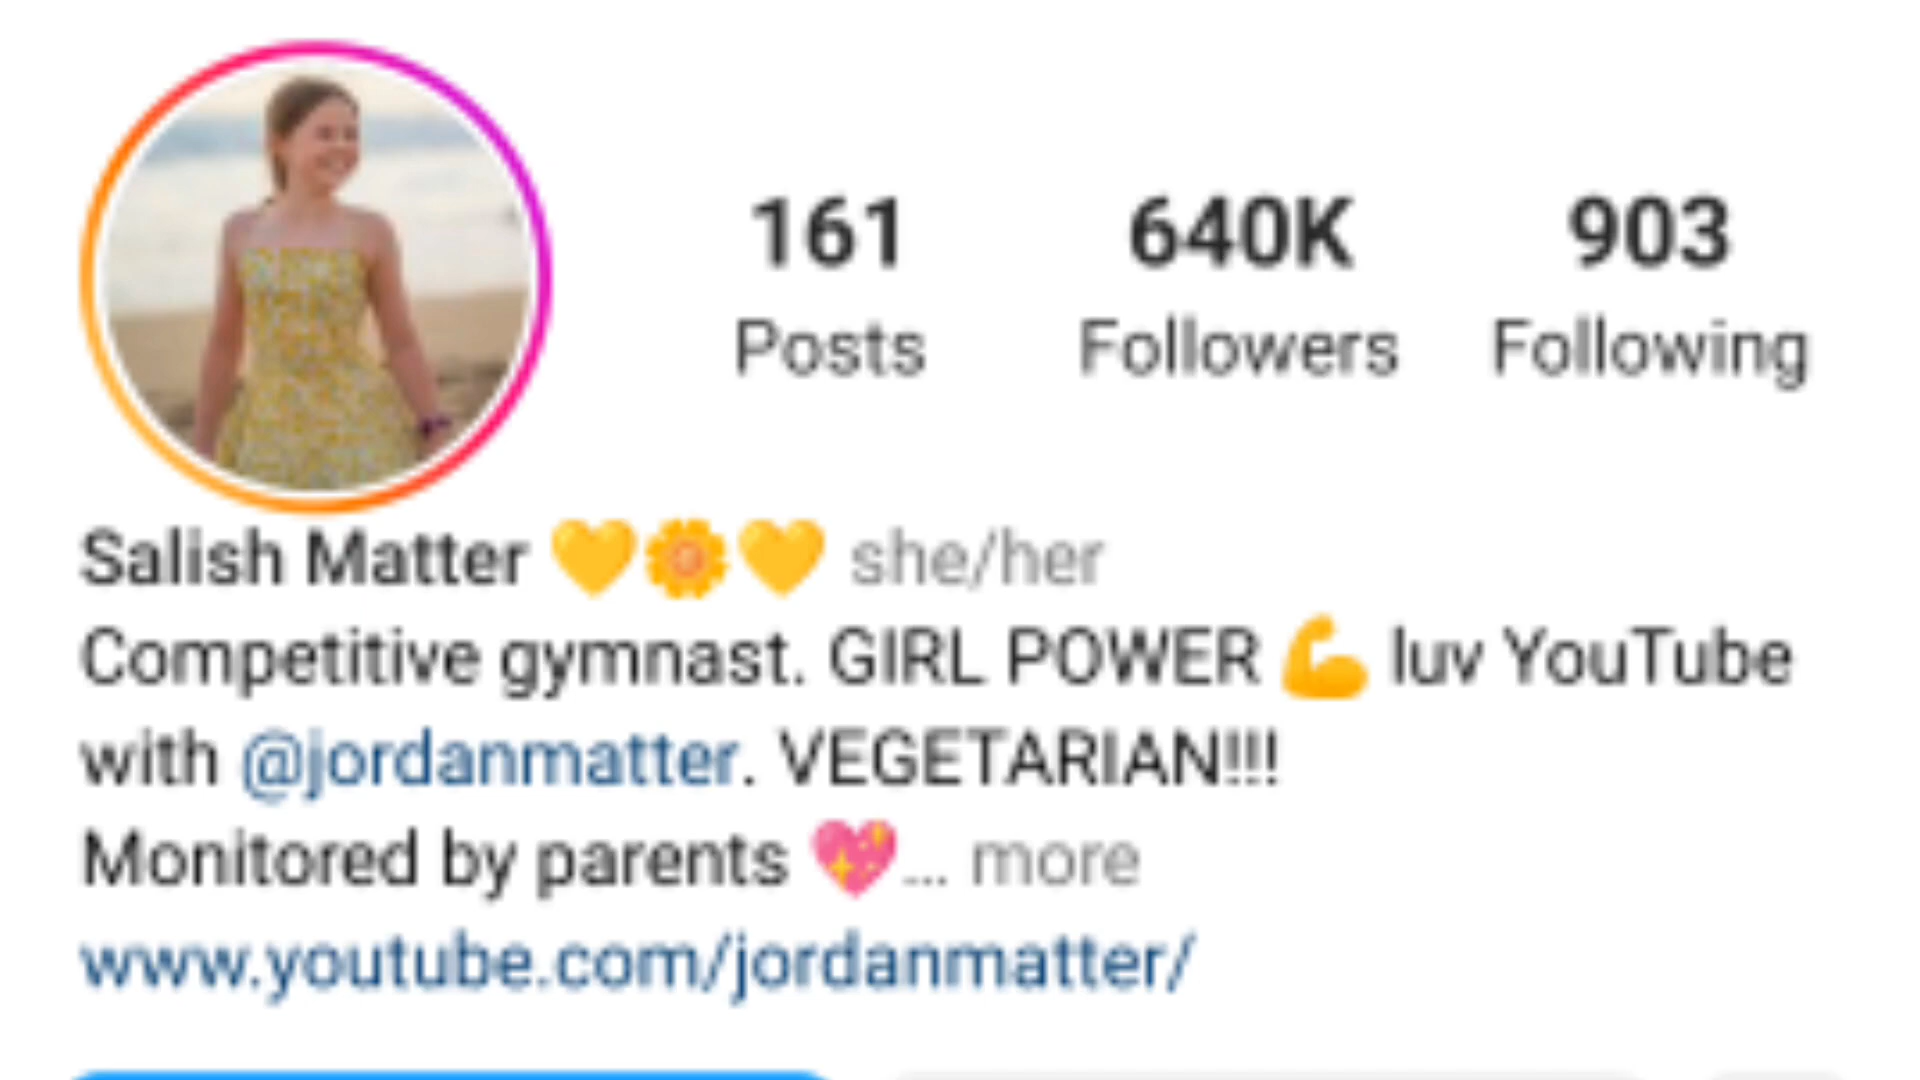 161 640K 903
Posts Followers Following
Salish Matter 💛🌼💛 she/her
Competitive gymnast. GIRL POWER 💪 luv YouTube
with @jordanmatter. VEGETARIAN!!!
Monitored by parents 💖... more
www.youtube.com/jordanmatter/